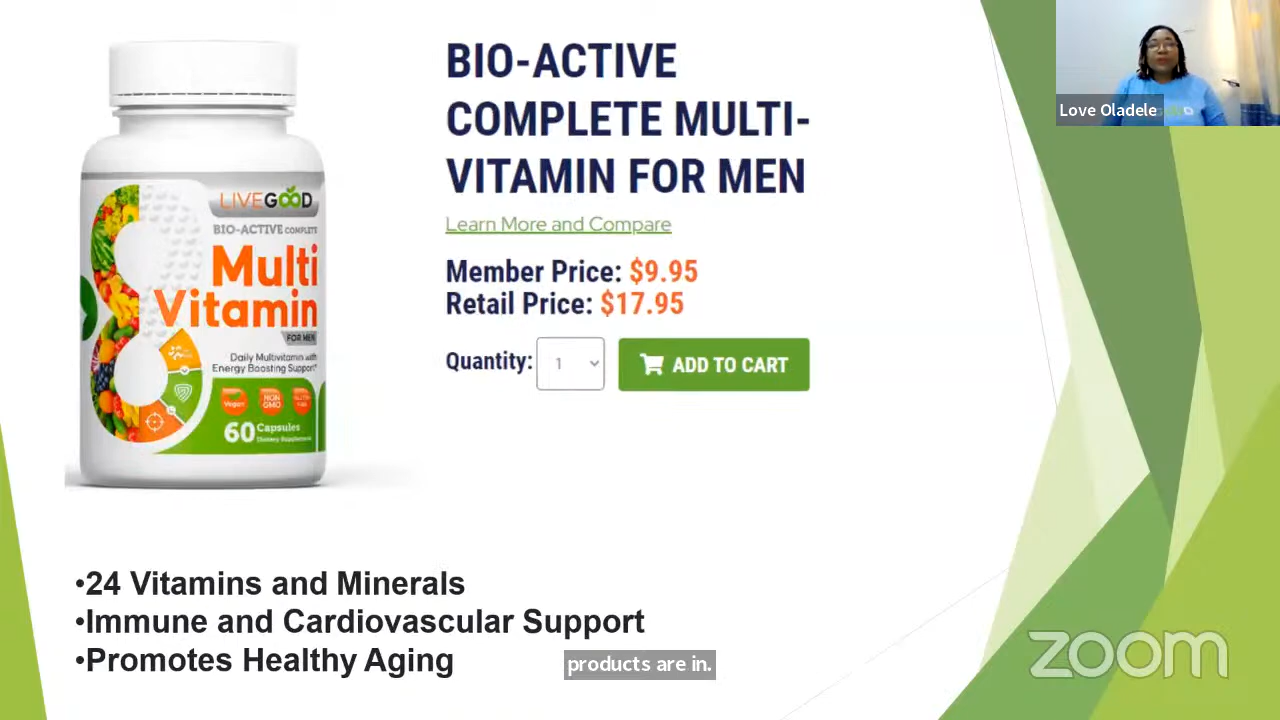 BIO-ACTIVE
COMPLETE MULTI-
VITAMIN FOR MEN
Learn More and Compare
Member Price: $9.95
Retail Price: $17.95
Quantity: 1
ADD TO CART
LIVEGOOD
BIO-ACTIVE COMPLETE
Multi
Vitamin
FOR MEN
Daily Multivitamin with
Energy Boosting Support*
Vegan
NON
GMO
60 Capsules
Dietary Supplement
•24 Vitamins and Minerals
•Immune and Cardiovascular Support
•Promotes Healthy Aging
products are in.
Love Oladele
zoom